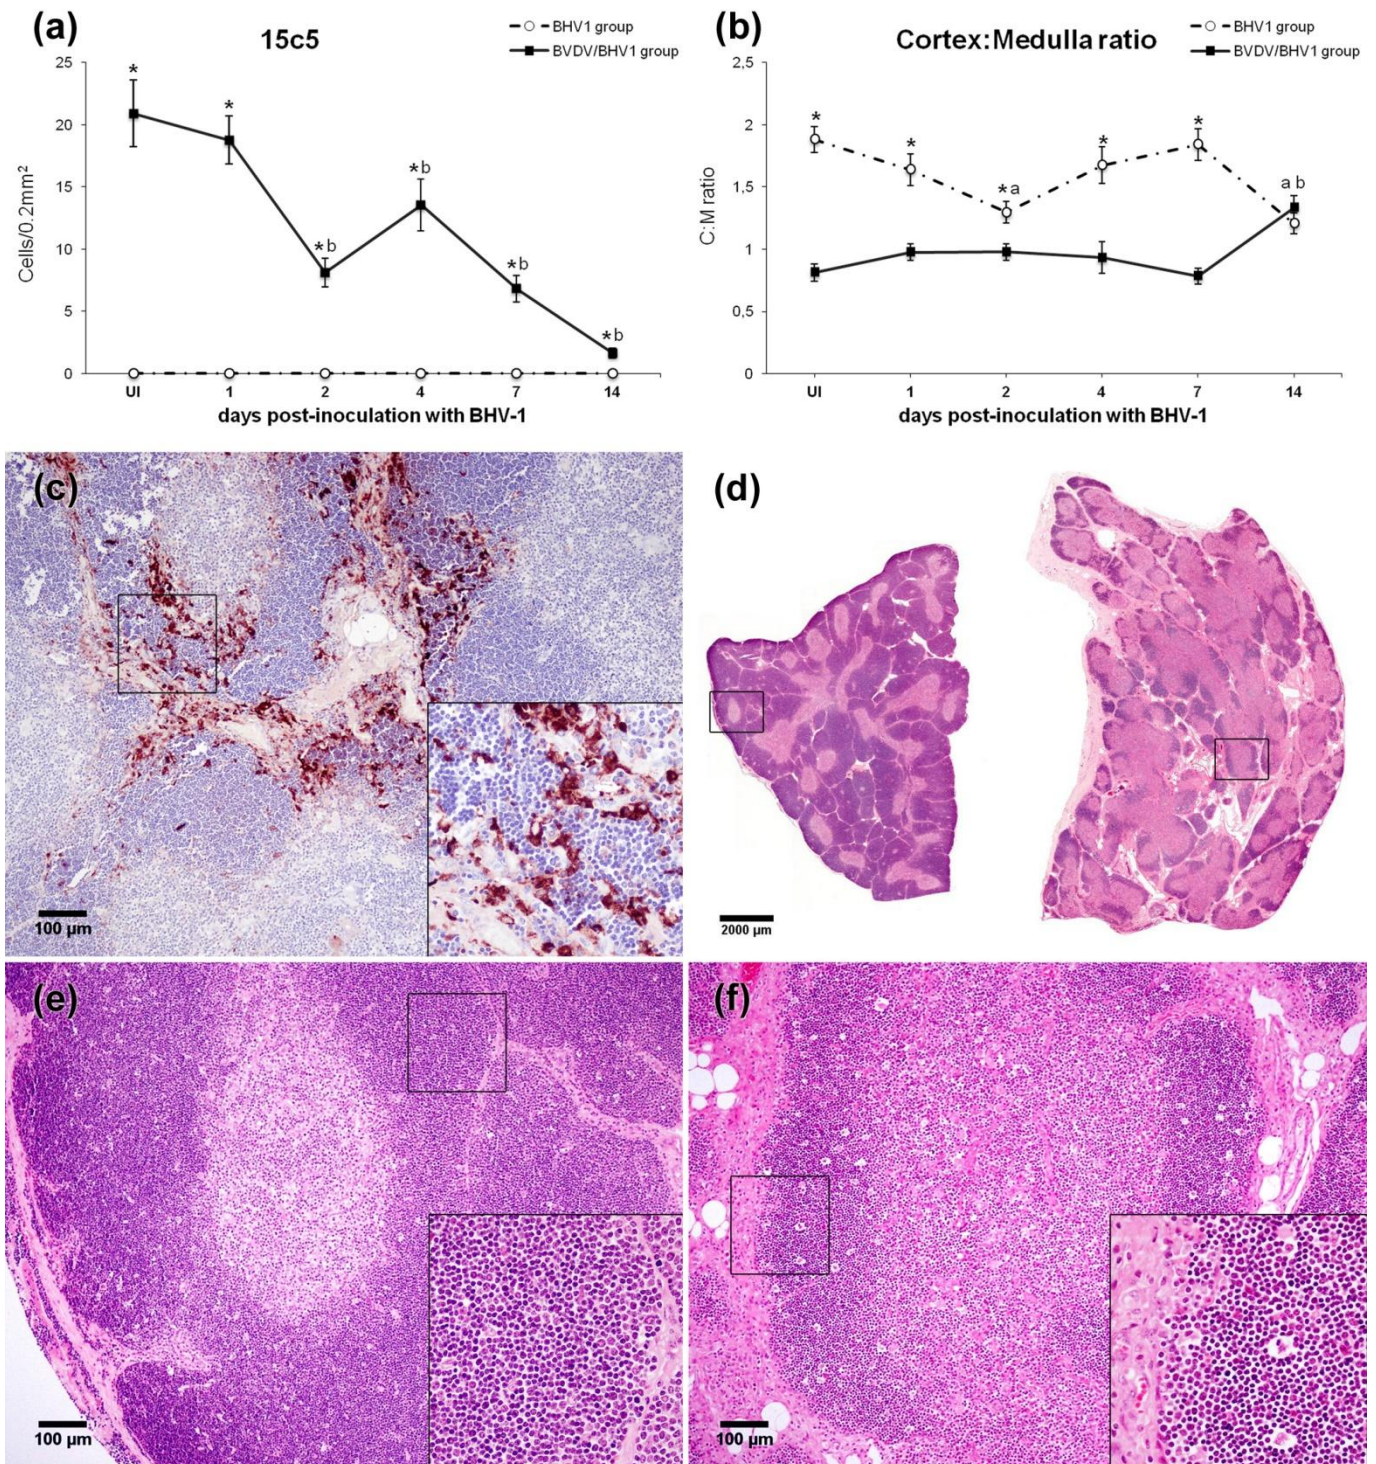 (a)
15c5
BHV1 group
BVDV/BHV1 group
Cells/0.2mm²
25
20
15
10
5
0
*
*
*b
*b
*b
*b
UI 1 2 4 7 14
days post-inoculation with BHV-1
(b)
Cortex:Medulla ratio
BHV1 group
BVDV/BHV1 group
C:M ratio
2,5
2
1,5
1
0,5
0
*
*
*a
*
*
a b
UI 1 2 4 7 14
days post-inoculation with BHV-1
(c)
100 µm
(d)
2000 µm
(e)
100 µm
(f)
100 µm